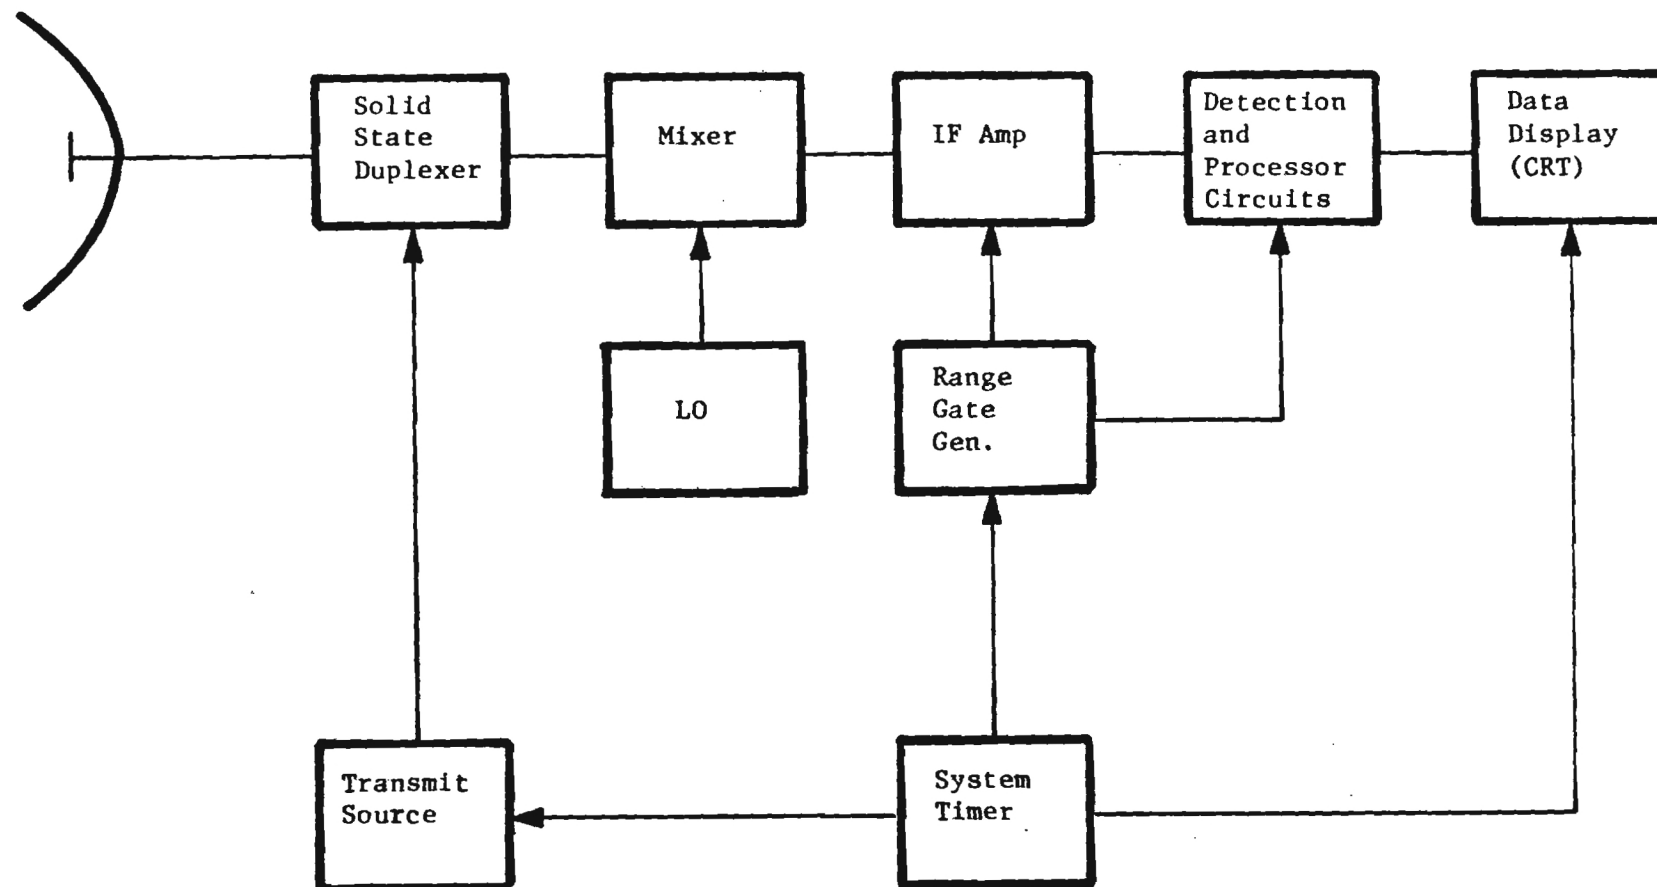 Solid
State
Duplexer
Mixer
IF Amp
Detection
and
Processor
Circuits
Data
Display
(CRT)
LO
Range
Gate
Gen.
Transmit
Source
System
Timer